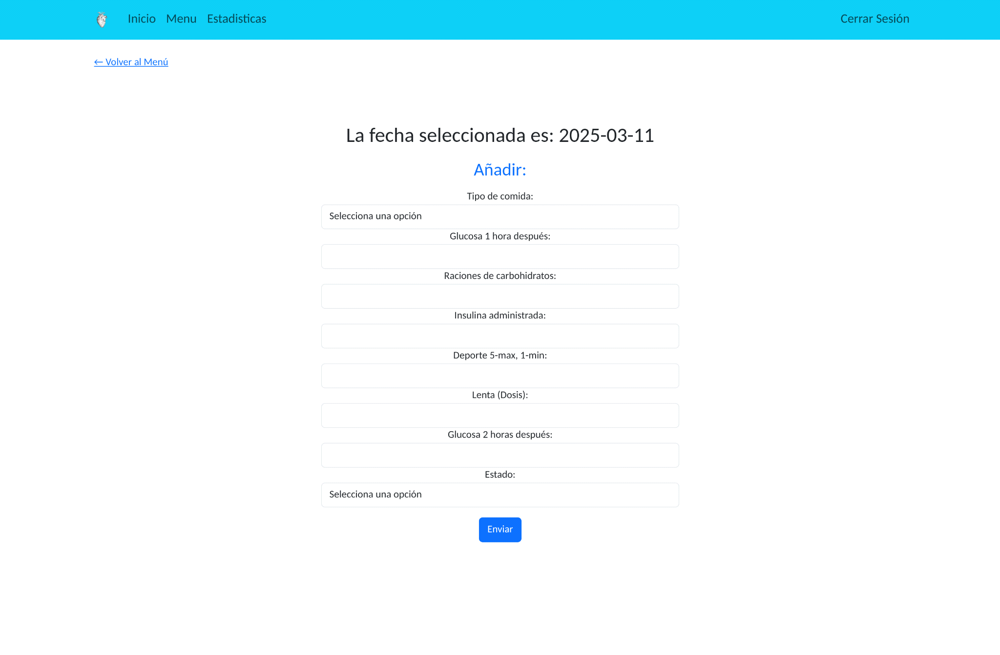 Inicio Menu Estadisticas Cerrar Sesión
← Volver al Menú
La fecha seleccionada es: 2025-03-11
Añadir:
Tipo de comida:
Selecciona una opción
Glucosa 1 hora después:
Raciones de carbohidratos:
Insulina administrada:
Deporte 5-max, 1-min:
Lenta (Dosis):
Glucosa 2 horas después:
Estado:
Selecciona una opción
Enviar